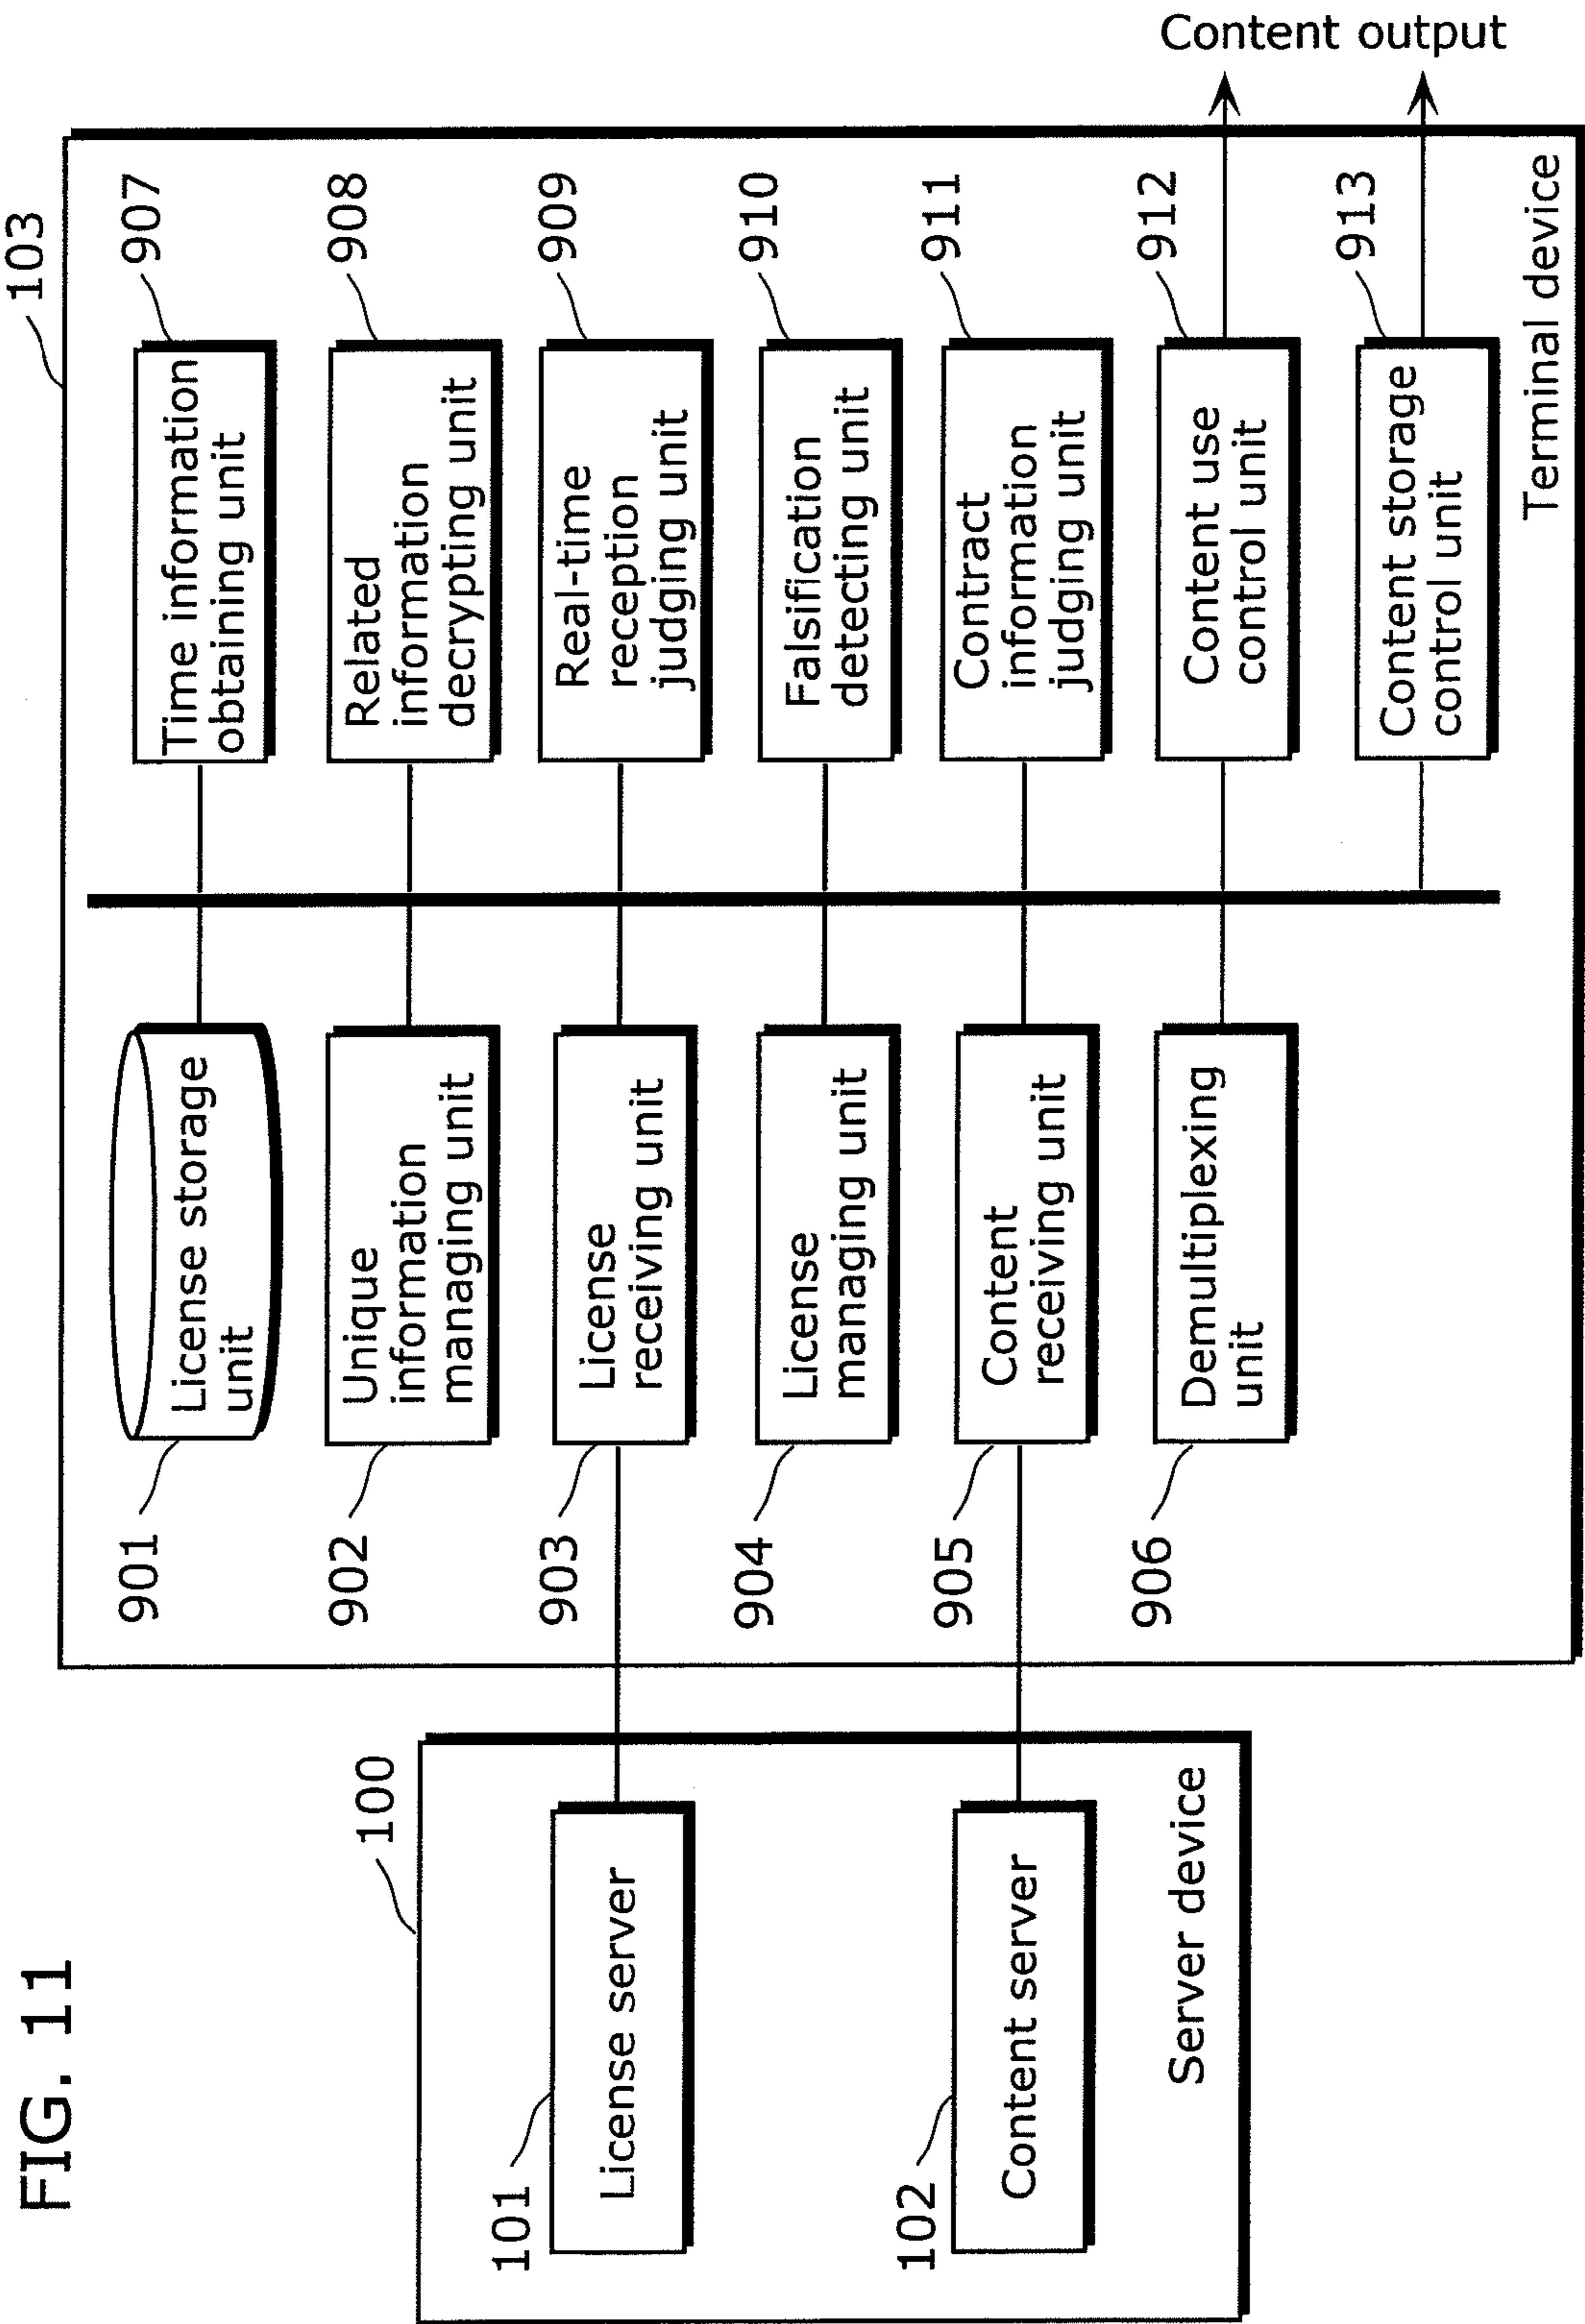 FIG. 11
100
101
License server
102
Content server
Server device
103
901
License storage
unit
902
Unique
information
managing unit
903
License
receiving unit
904
License
managing unit
905
Content
receiving unit
906
Demultiplexing
unit
907
Time information
obtaining unit
908
Related
information
decrypting unit
909
Real-time
reception
judging unit
910
Falsification
detecting unit
911
Contract
information
judging unit
912
Content use
control unit
913
Content storage
control unit
Terminal device
Content output